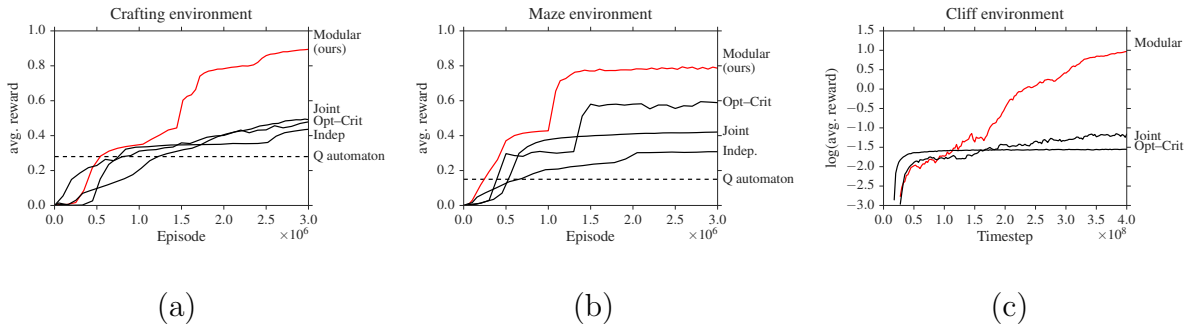 Crafting environment
1.0
0.8
0.6
0.4
0.2
0.0
avg. reward
0.0
0.5
1.0
1.5
2.0
2.5
3.0
Episode
×10^6
Modular
(ours)
Joint
Opt–Crit
Indep
Q automaton
(a)
Maze environment
1.0
0.8
0.6
0.4
0.2
0.0
avg. reward
0.0
0.5
1.0
1.5
2.0
2.5
3.0
Episode
×10^6
Modular
(ours)
Opt–Crit
Joint
Indep.
Q automaton
(b)
Cliff environment
1.5
1.0
0.5
0.0
−0.5
−1.0
−1.5
−2.0
−2.5
−3.0
log(avg. reward)
0.0
0.5
1.0
1.5
2.0
2.5
3.0
3.5
4.0
Timestep
×10^8
Modular
Joint
Opt–Crit
(c)